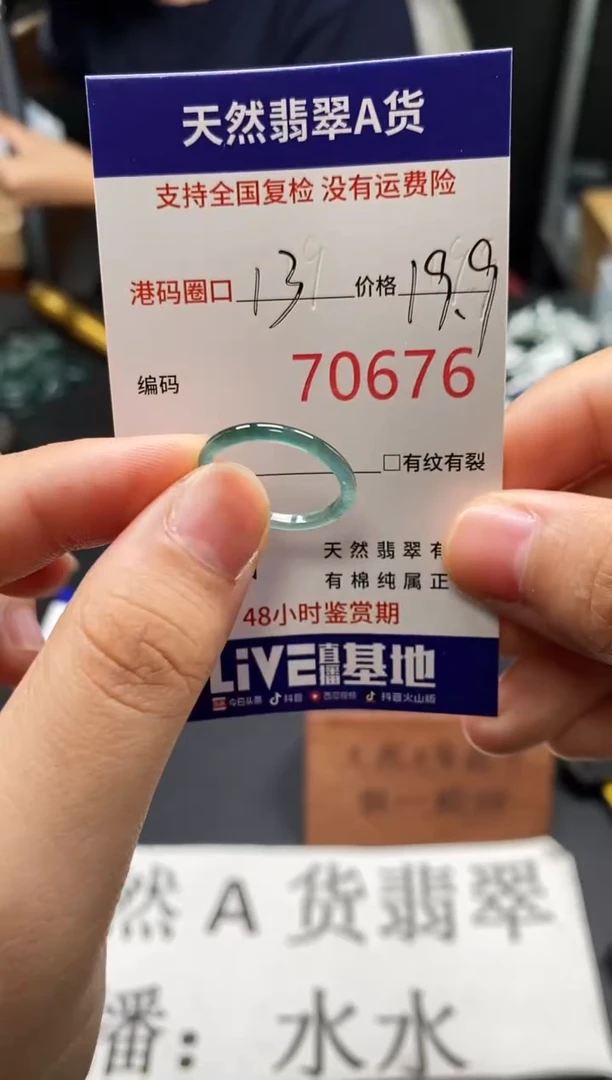 天然翡翠A货
支持全国复检 没有运费险
港码圈口 13 价格 19.9
编码 70676
□有纹有裂
天然翡翠有
有棉纯属正
48小时鉴赏期
LiVE直播基地
今日头条 抖音 西瓜视频 抖音火山版
然A货翡翠
番：水水